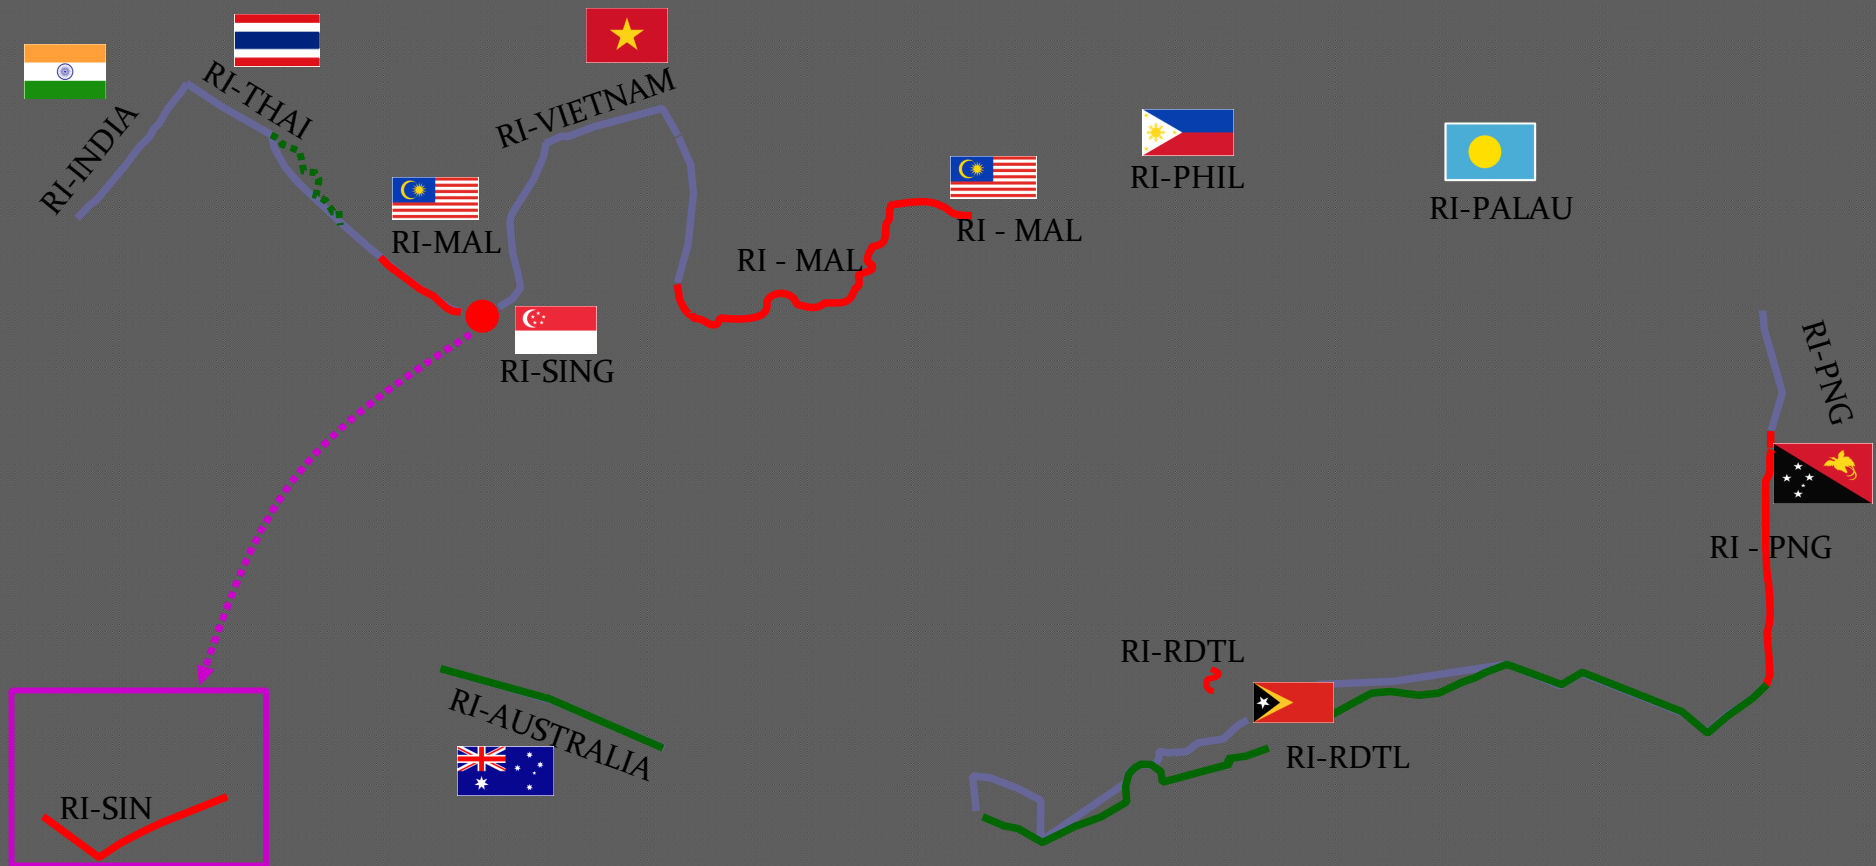 RI-THAI
RI-VIETNAM
RI-INDIA
RI-PHIL
RI-PALAU
RI-MAL
RI - MAL
RI - MAL
RI-SING
RI-PNG
RI - PNG
RI-RDTL
RI-AUSTRALIA
RI-RDTL
RI-SIN